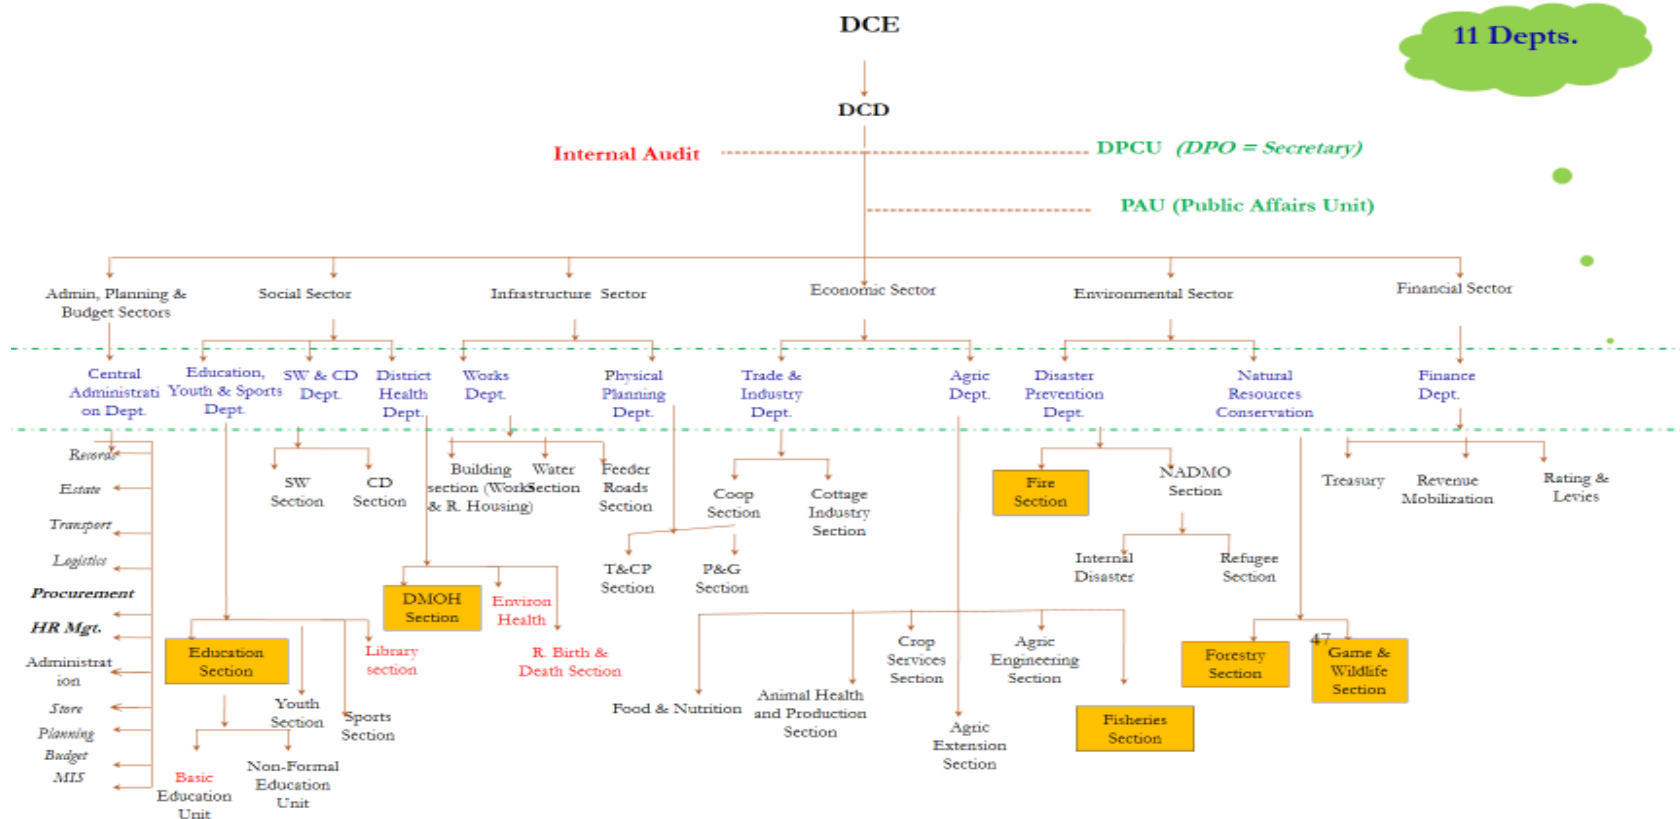 DCE
11 Depts.
DCD
Internal Audit
DPCU (DPO = Secretary)
PAU (Public Affairs Unit)
Admin, Planning &
Budget Sectors
Social Sector
Infrastructure Sector
Economic Sector
Environmental Sector
Financial Sector
Central
Administrati
on Dept.
Education,
Youth & Sports
Dept.
SW & CD
Dept.
District
Health
Dept.
Works
Dept.
Physical
Planning
Dept.
Trade &
Industry
Dept.
Agric
Dept.
Disaster
Prevention
Dept.
Natural
Resources
Conservation
Finance
Dept.
Records
Estate
Transport
Logistics
Procurement
HR Mgt.
Administrat
ion
Store
Planning
Budget
MIS
SW
Section
CD
Section
Building
section (Works
& R. Housing)
Water
Section
Feeder
Roads
Section
Coop
Section
Cottage
Industry
Section
Fire
Section
NADMO
Section
Treasury
Revenue
Mobilization
Rating &
Levies
Internal
Disaster
Refugee
Section
T&CP
Section
P&G
Section
DMOH
Section
Environ
Health
R. Birth &
Death Section
Education
Section
Library
section
Youth
Section
Sports
Section
Basic
Education
Unit
Non-Formal
Education
Unit
Food & Nutrition
Animal Health
and Production
Section
Crop
Services
Section
Agric
Extension
Section
Agric
Engineering
Section
Fisheries
Section
Forestry
Section
47
Game &
Wildlife
Section